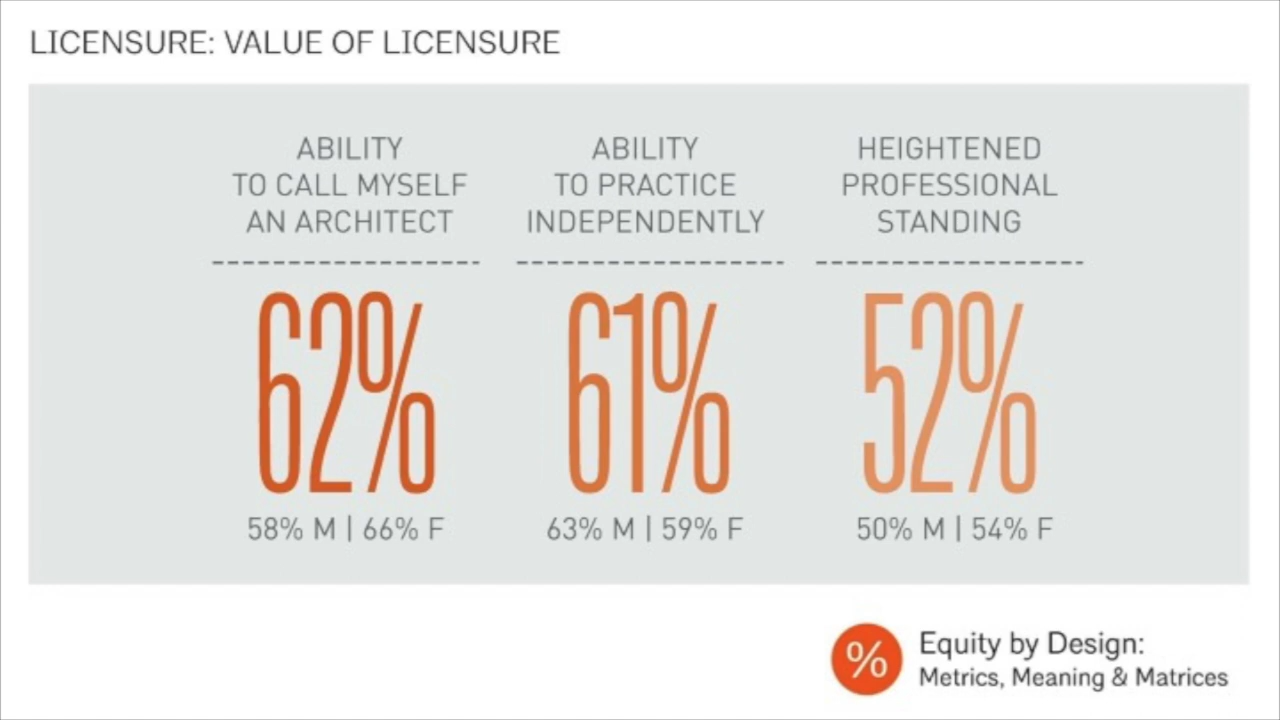 LICENSURE: VALUE OF LICENSURE
ABILITY
TO CALL MYSELF
AN ARCHITECT
62%
58% M | 66% F
ABILITY
TO PRACTICE
INDEPENDENTLY
61%
63% M | 59% F
HEIGHTENED
PROFESSIONAL
STANDING
52%
50% M | 54% F
%
Equity by Design:
Metrics, Meaning & Matrices